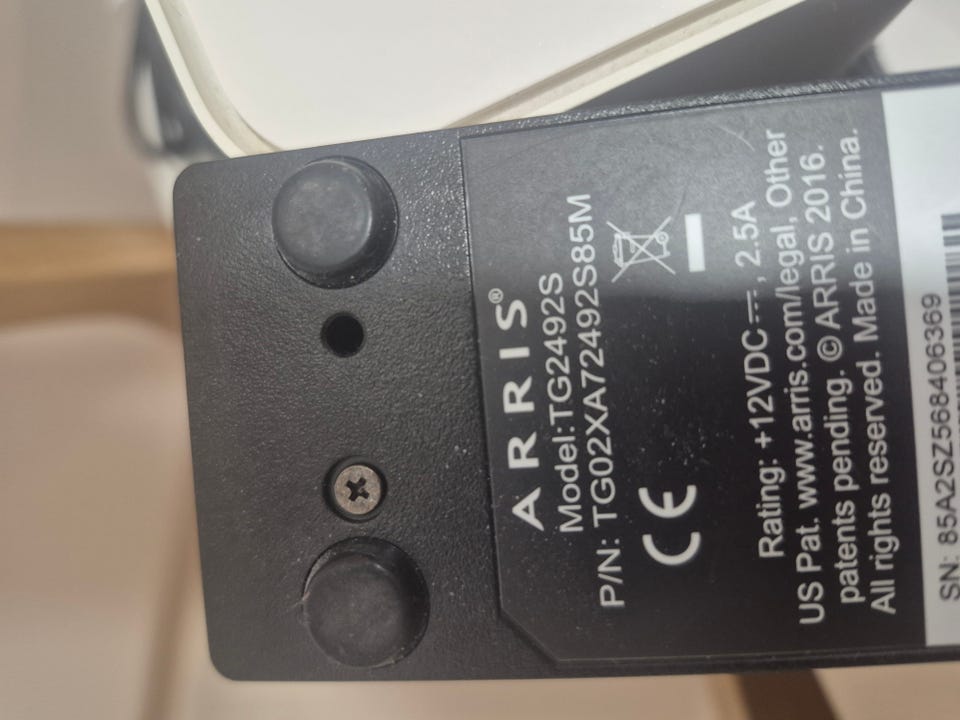 ARRIS®
Model:TG2492S
P/N: TG02XA72492S85M
CE
Rating: +12VDC⎓, 2.5A
US Pat. www.arris.com/legal, Other
patents pending. © ARRIS 2016.
All rights reserved. Made in China.
SN: 85A2SZ568406369